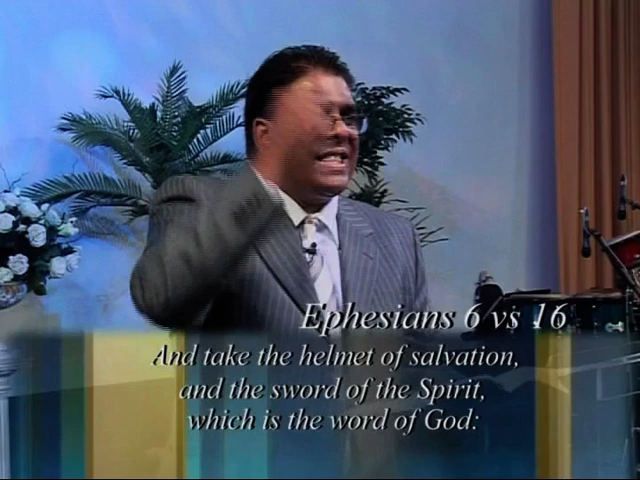 Ephesians 6 vs 16
And take the helmet of salvation,
and the sword of the Spirit,
which is the word of God: